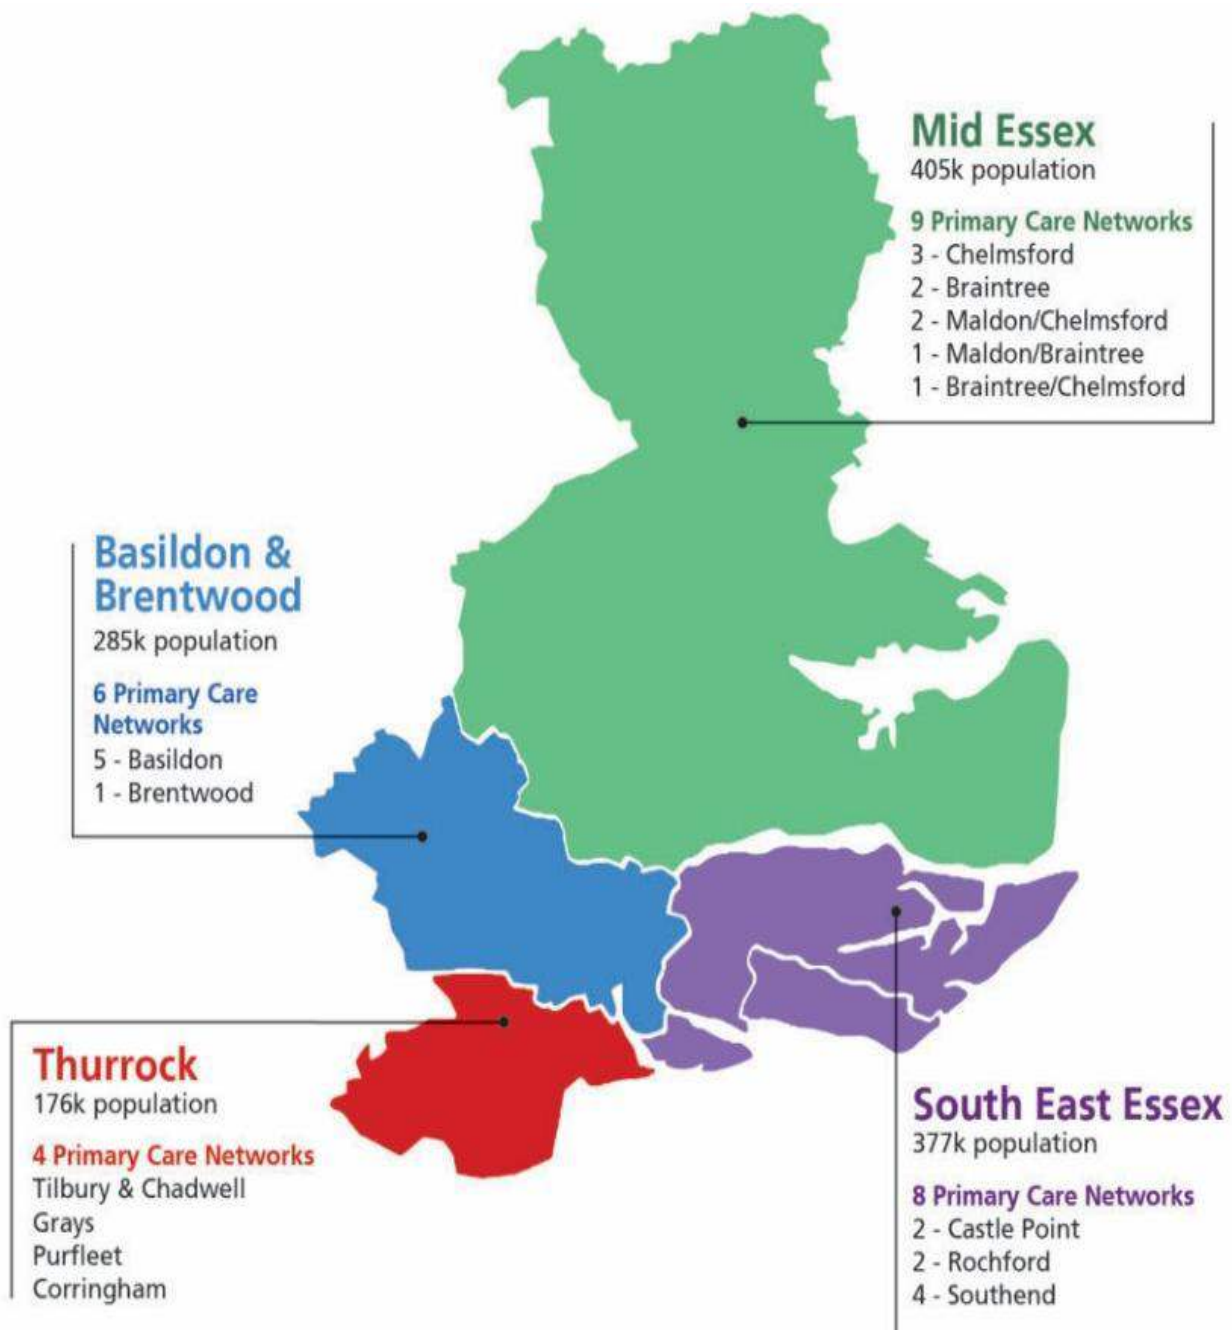 Mid Essex
405k population
9 Primary Care Networks
3 - Chelmsford
2 - Braintree
2 - Maldon/Chelmsford
1 - Maldon/Braintree
1 - Braintree/Chelmsford
Basildon &
Brentwood
285k population
6 Primary Care
Networks
5 - Basildon
1 - Brentwood
Thurrock
176k population
4 Primary Care Networks
Tilbury & Chadwell
Grays
Purfleet
Corringham
South East Essex
377k population
8 Primary Care Networks
2 - Castle Point
2 - Rochford
4 - Southend